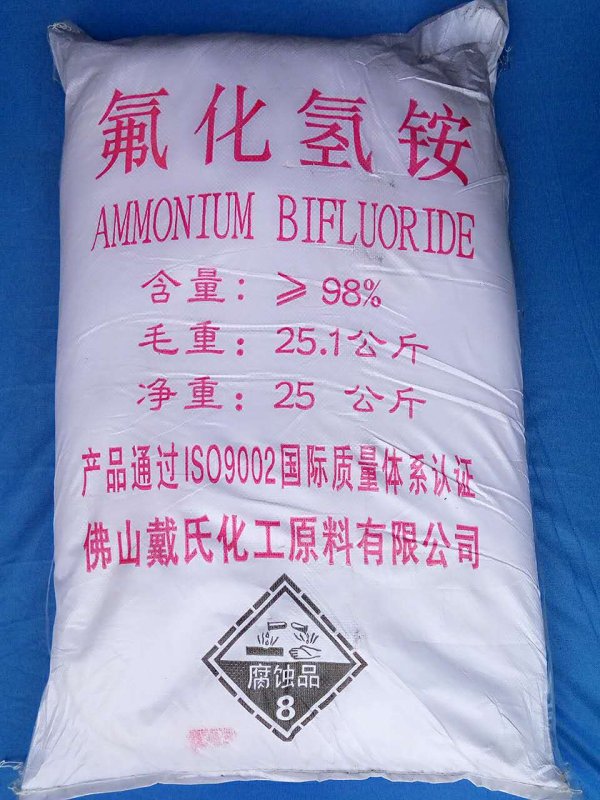 氟化氢铵
AMMONIUM BIFLUORIDE
含量：≥98%
毛重：25.1公斤
净重：25 公斤
产品通过ISO9002国际质量体系认证
佛山戴氏化工原料有限公司
腐蚀品
8